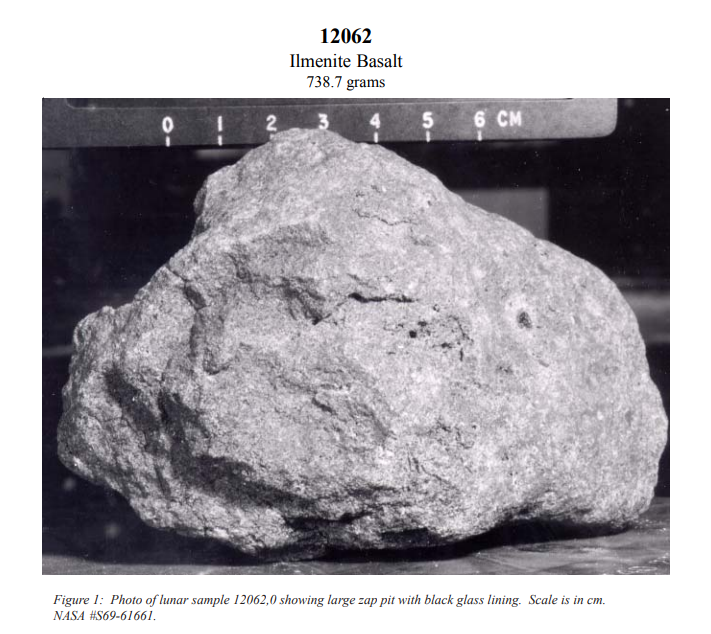 12062
Ilmenite Basalt
738.7 grams
0 1 2 3 4 5 6 CM
Figure 1: Photo of lunar sample 12062,0 showing large zap pit with black glass lining. Scale is in cm.
NASA #S69-61661.